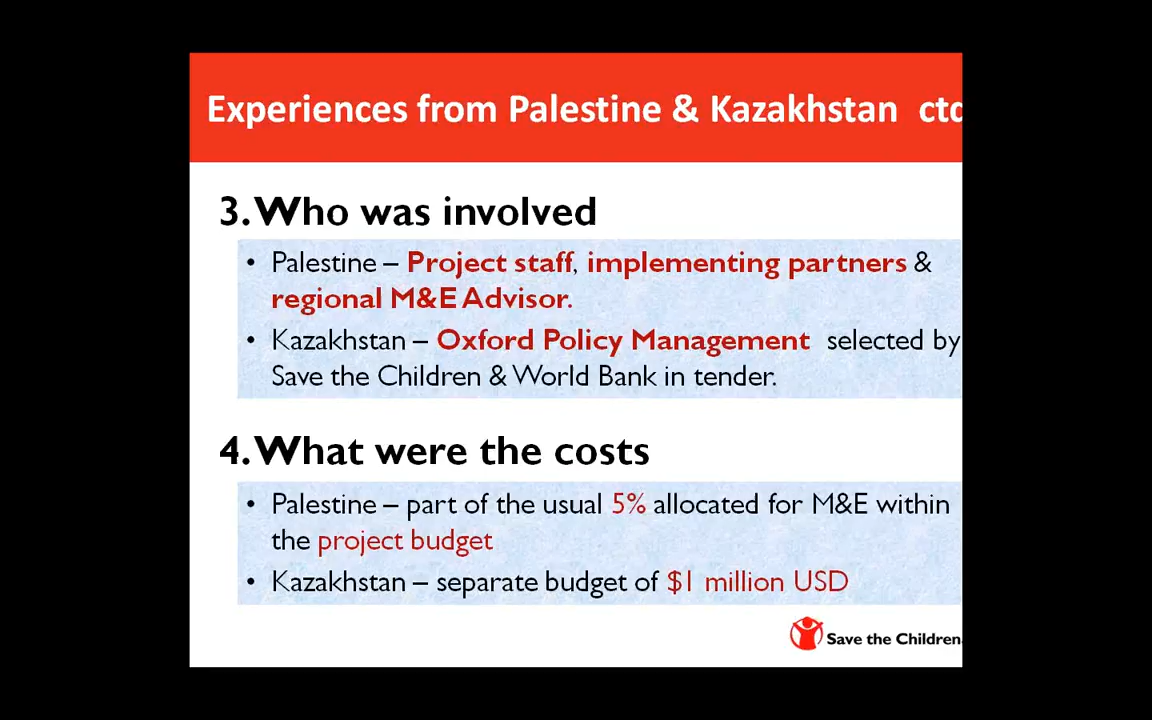 Experiences from Palestine & Kazakhstan ctd
3. Who was involved
• Palestine – Project staff, implementing partners &
regional M&E Advisor.
• Kazakhstan – Oxford Policy Management selected by
Save the Children & World Bank in tender.
4. What were the costs
• Palestine – part of the usual 5% allocated for M&E within
the project budget
• Kazakhstan – separate budget of $1 million USD
Save the Children